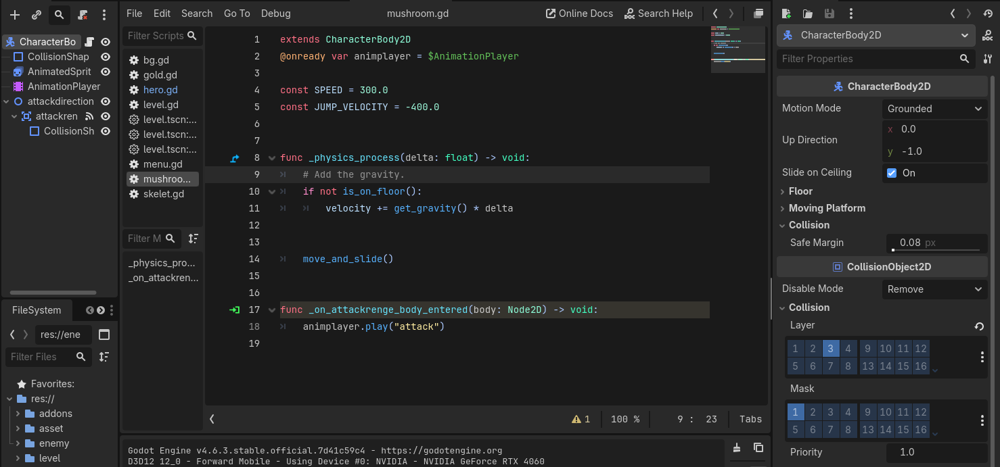 File Edit Search Go To Debug
mushroom.gd
Online Docs Search Help
CharacterBo
CollisionShap
AnimatedSprit
AnimationPlayer
attackdirection
attackren
CollisionSh
FileSystem
res://ene
Filter Files
Favorites:
res://
addons
asset
enemy
level
Filter Scripts
bg.gd
gold.gd
hero.gd
level.gd
level.tscn:...
level.tscn:...
level.tscn:...
menu.gd
mushroo...
skelet.gd
Filter M
_physics_pro...
_on_attackren...
1 extends CharacterBody2D
2 @onready var animplayer = $AnimationPlayer
3
4 const SPEED = 300.0
5 const JUMP_VELOCITY = -400.0
6
7
8 func _physics_process(delta: float) -> void:
9 # Add the gravity.
10 if not is_on_floor():
11 velocity += get_gravity() * delta
12
13
14 move_and_slide()
15
16
17 func _on_attackrenge_body_entered(body: Node2D) -> void:
18 animplayer.play("attack")
19
1 100 % 9 : 23 Tabs
Godot Engine v4.6.3.stable.official.7d41c59c4 - https://godotengine.org
D3D12 12_0 - Forward Mobile - Using Device #0: NVIDIA - NVIDIA GeForce RTX 4060
CharacterBody2D
DOC
Filter Properties
CharacterBody2D
Motion Mode Grounded
Up Direction
x 0.0
y -1.0
Slide on Ceiling On
Floor
Moving Platform
Collision
Safe Margin 0.08 px
CollisionObject2D
Disable Mode Remove
Collision
Layer
1 2 3 4 9 10 11 12
5 6 7 8 13 14 15 16
Mask
1 2 3 4 9 10 11 12
5 6 7 8 13 14 15 16
Priority 1.0